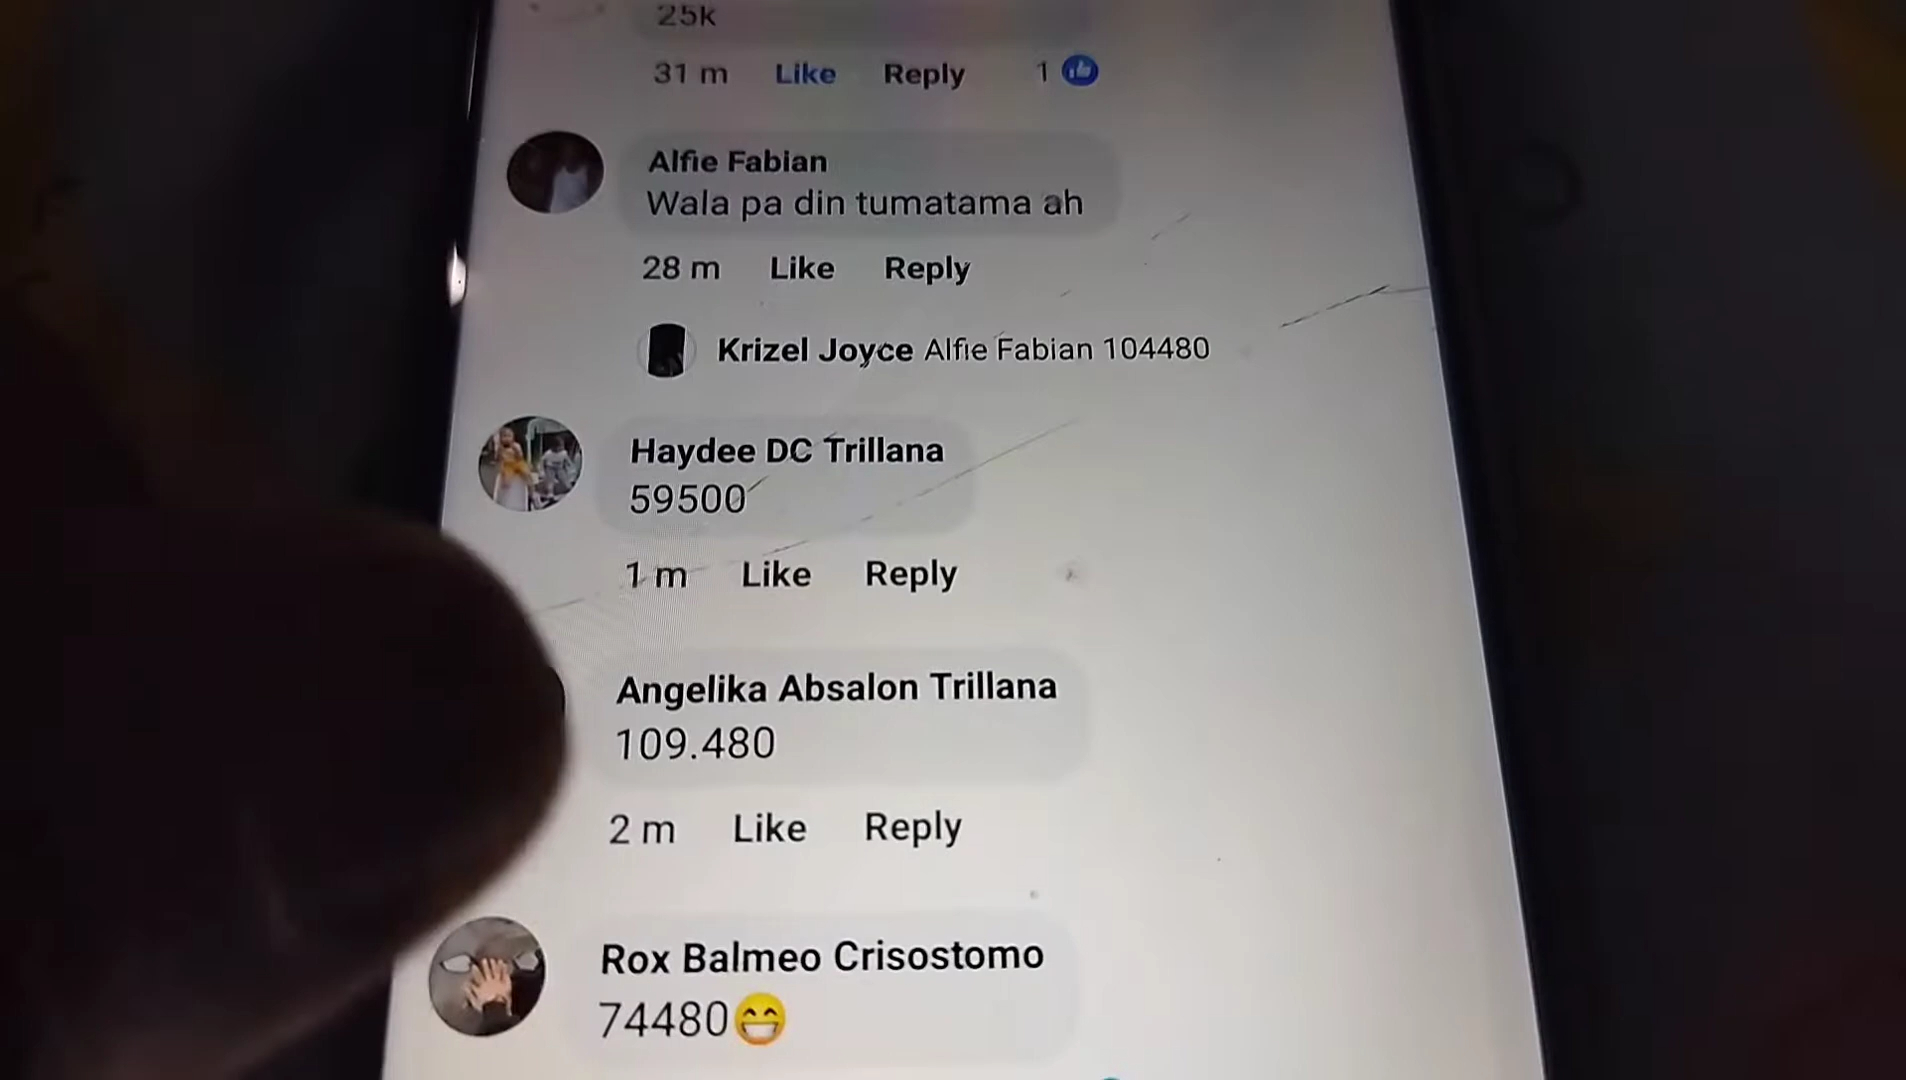 25k
31 m Like Reply 1
Alfie Fabian
Wala pa din tumatama ah
28 m Like Reply
Krizel Joyce Alfie Fabian 104480
Haydee DC Trillana
59500
1 m Like Reply
Angelika Absalon Trillana
109.480
2 m Like Reply
Rox Balmeo Crisostomo
74480😁